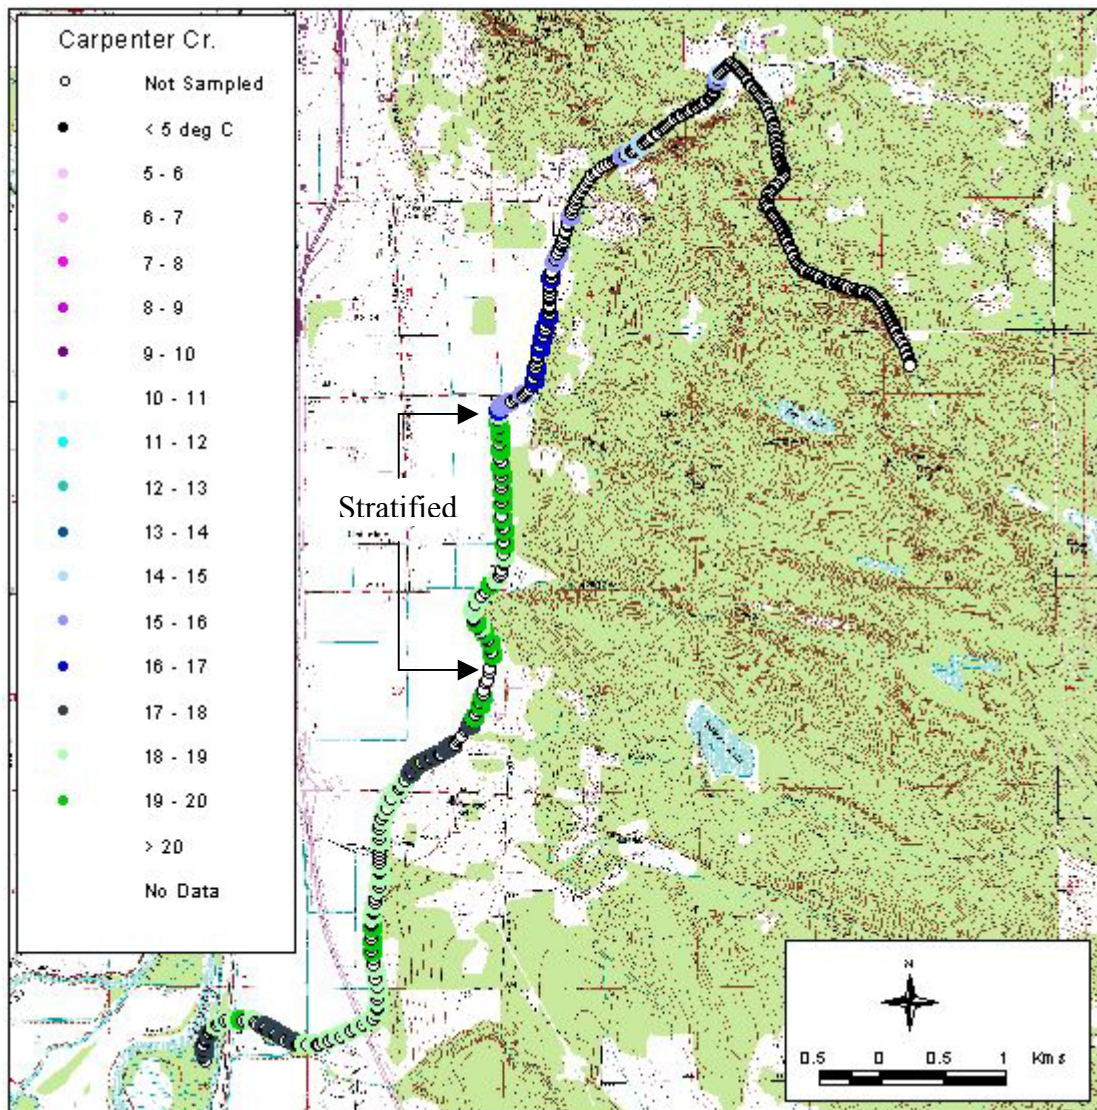 Carpenter Cr.
Not Sampled
< 5 deg C
5 - 6
6 - 7
7 - 8
8 - 9
9 - 10
10 - 11
11 - 12
12 - 13
13 - 14
14 - 15
15 - 16
16 - 17
17 - 18
18 - 19
19 - 20
> 20
No Data
Stratified
N
0.5 0 0.5 1 Kms